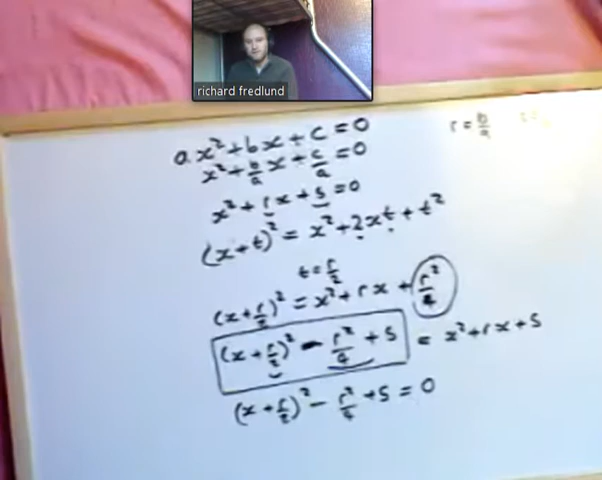 richard fredlund
ax² + bx + c = 0
r = b/a
x² + b/a x + c/a = 0
x² + rx + s = 0
(x+t)² = x² + 2xt + t²
t = r/2
(x + r/2)² = x² + rx + r²/4
(x + r/2)² - r²/4 + s = x² + rx + s
(x + r/2)² - r²/4 + s = 0